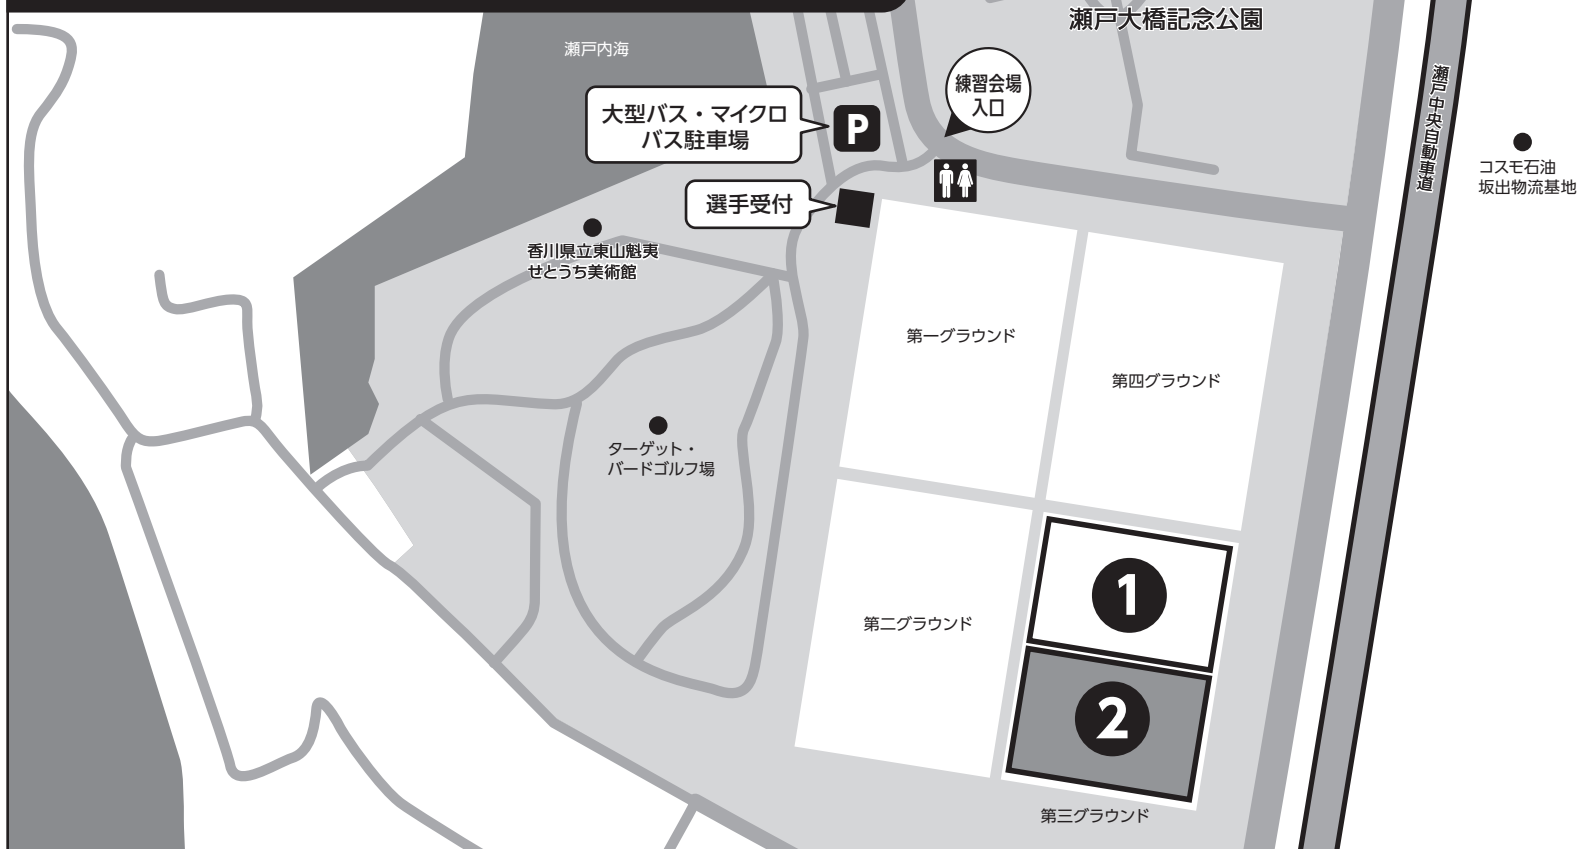 瀬戸大橋記念公園
瀬戸内海
練習会場
入口
大型バス・マイクロ
バス駐車場
P
瀬戸中央自動車道
コスモ石油
坂出物流基地
選手受付
香川県立東山魁夷
せとうち美術館
第一グラウンド
第四グラウンド
ターゲット・
バードゴルフ場
1
第二グラウンド
2
第三グラウンド